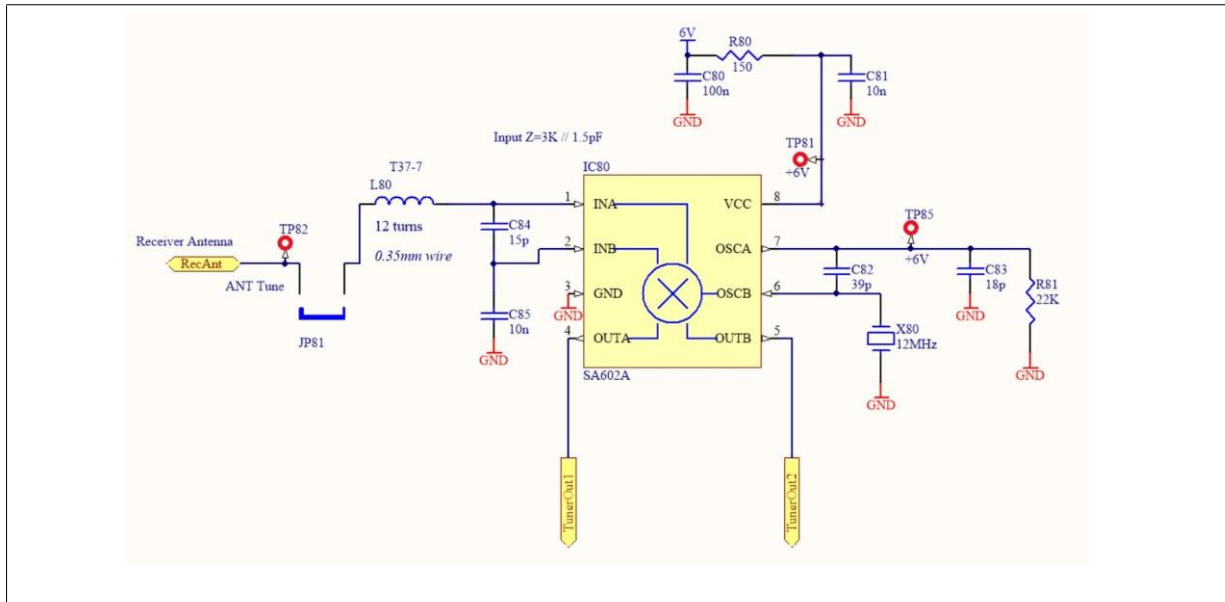 6V
R80
150
C80
100n
GND
C81
10n
GND
Input Z=3K // 1.5pF
TP81
+6V
T37-7
L80
12 turns
0.35mm wire
IC80
1
INA
2
INB
3
GND
4
OUTA
VCC
8
OSCA
7
OSCB
6
OUTB
5
SA602A
GND
Receiver Antenna
RecAnt
TP82
ANT Tune
JP81
C84
15p
C85
10n
GND
TP85
+6V
C82
39p
C83
18p
GND
R81
22K
GND
X80
12MHz
GND
TunerOut1
TunerOut2